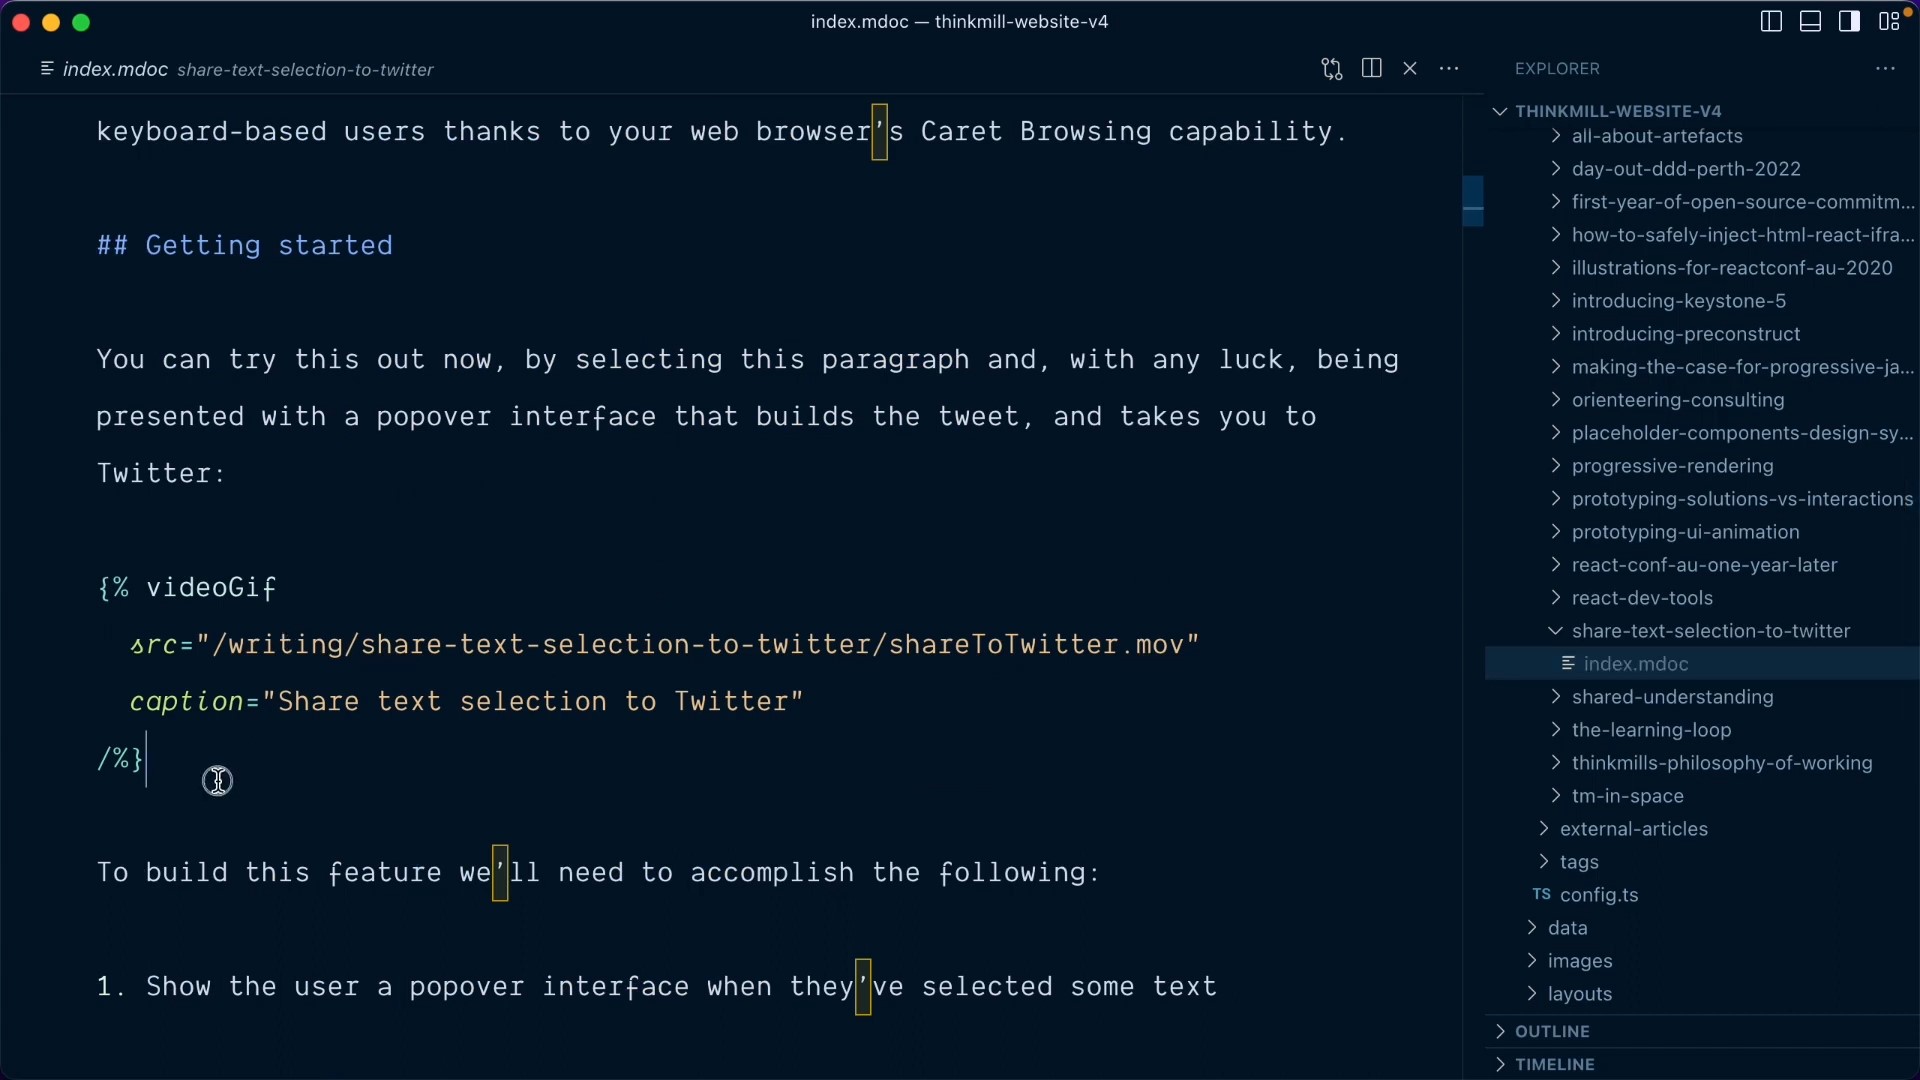 index.mdoc — thinkmill-website-v4
index.mdoc share-text-selection-to-twitter
keyboard-based users thanks to your web browser’s Caret Browsing capability.
## Getting started
You can try this out now, by selecting this paragraph and, with any luck, being
presented with a popover interface that builds the tweet, and takes you to
Twitter:
{% videoGif
src="/writing/share-text-selection-to-twitter/shareToTwitter.mov"
caption="Share text selection to Twitter"
/%}
To build this feature we’ll need to accomplish the following:
1. Show the user a popover interface when they’ve selected some text
EXPLORER
THINKMILL-WEBSITE-V4
all-about-artefacts
day-out-ddd-perth-2022
first-year-of-open-source-commitm...
how-to-safely-inject-html-react-ifra...
illustrations-for-reactconf-au-2020
introducing-keystone-5
introducing-preconstruct
making-the-case-for-progressive-ja...
orienteering-consulting
placeholder-components-design-sy...
progressive-rendering
prototyping-solutions-vs-interactions
prototyping-ui-animation
react-conf-au-one-year-later
react-dev-tools
share-text-selection-to-twitter
index.mdoc
shared-understanding
the-learning-loop
thinkmills-philosophy-of-working
tm-in-space
external-articles
tags
TS config.ts
data
images
layouts
OUTLINE
TIMELINE